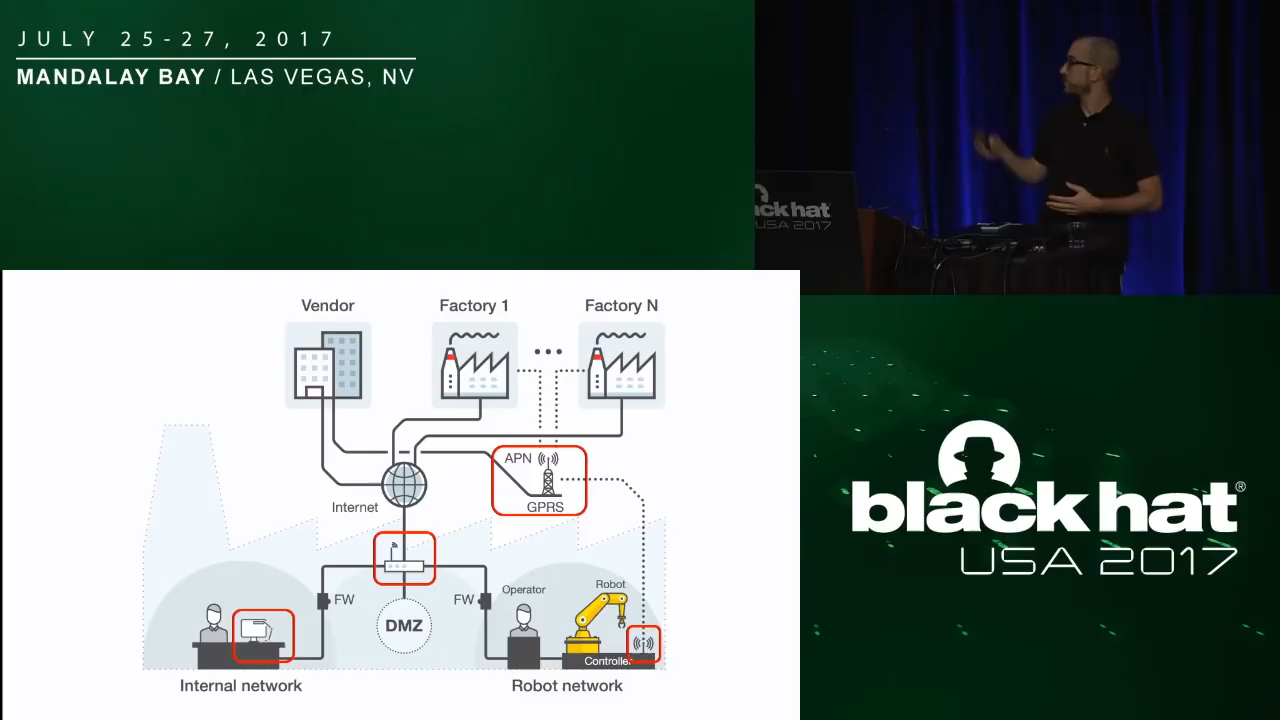 JULY 25-27, 2017
MANDALAY BAY / LAS VEGAS, NV
black hat
USA 2017
Vendor
Factory 1
Factory N
APN
GPRS
Internet
FW
FW
DMZ
Operator
Robot
Controller
Internal network
Robot network
black hat®
USA 2017